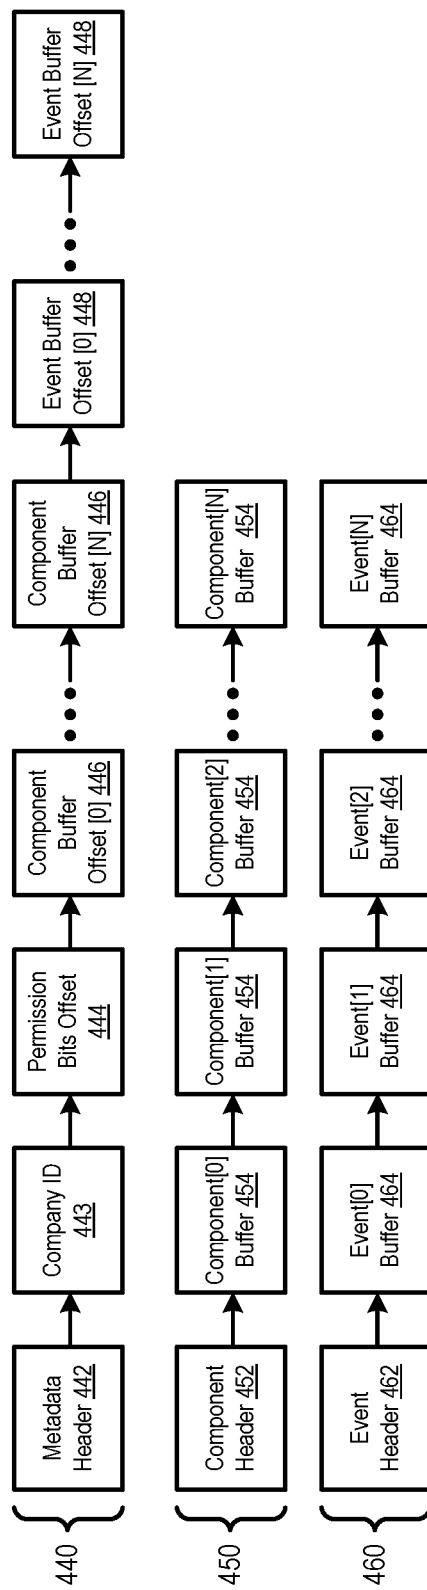 440
Metadata
Header 442
Company ID
443
Permission
Bits Offset
444
Component
Buffer
Offset [0] 446
Component
Buffer
Offset [N] 446
Event Buffer
Offset [0] 448
Event Buffer
Offset [N] 448
450
Component
Header 452
Component[0]
Buffer 454
Component[1]
Buffer 454
Component[2]
Buffer 454
Component[N]
Buffer 454
460
Event
Header 462
Event[0]
Buffer 464
Event[1]
Buffer 464
Event[2]
Buffer 464
Event[N]
Buffer 464